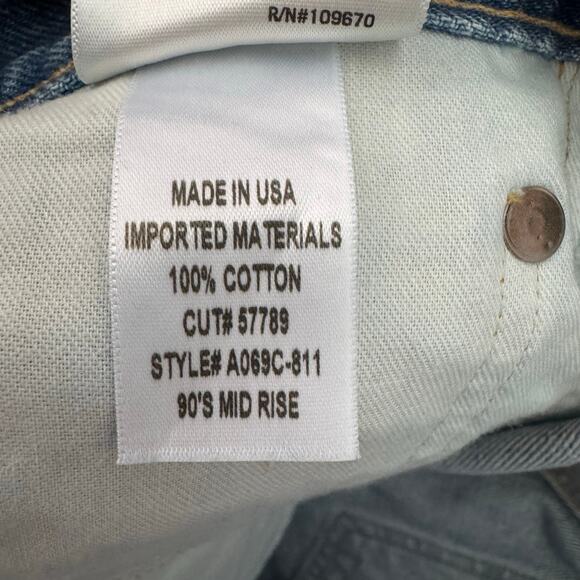 R/N#109670
MADE IN USA
IMPORTED MATERIALS
100% COTTON
CUT# 57789
STYLE# A069C-811
90'S MID RISE